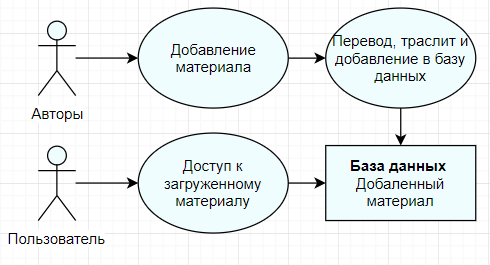 Добавление
материала
Перевод, траслит и
добавление в базу
данных
Авторы
Доступ к
загруженному
материалу
База данных
Добаленный
материал
Пользователь